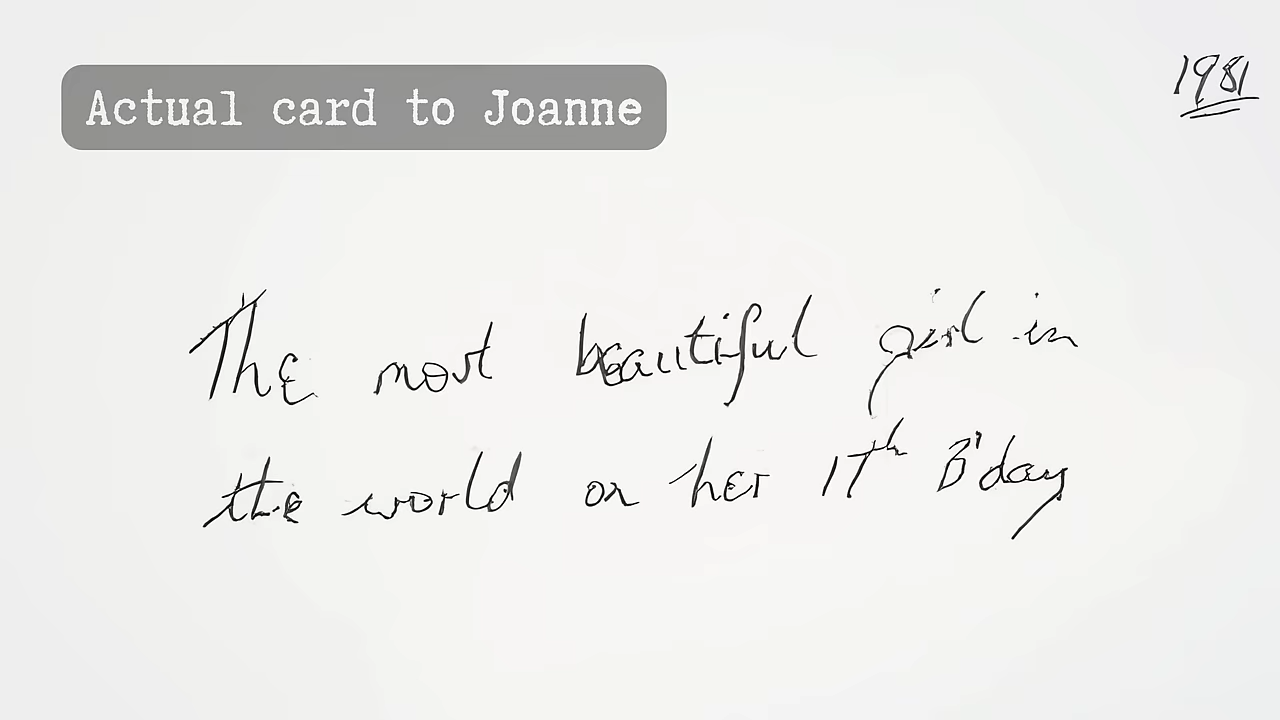 Actual card to Joanne
1981
The most beautiful girl in
the world on her 17th B'day